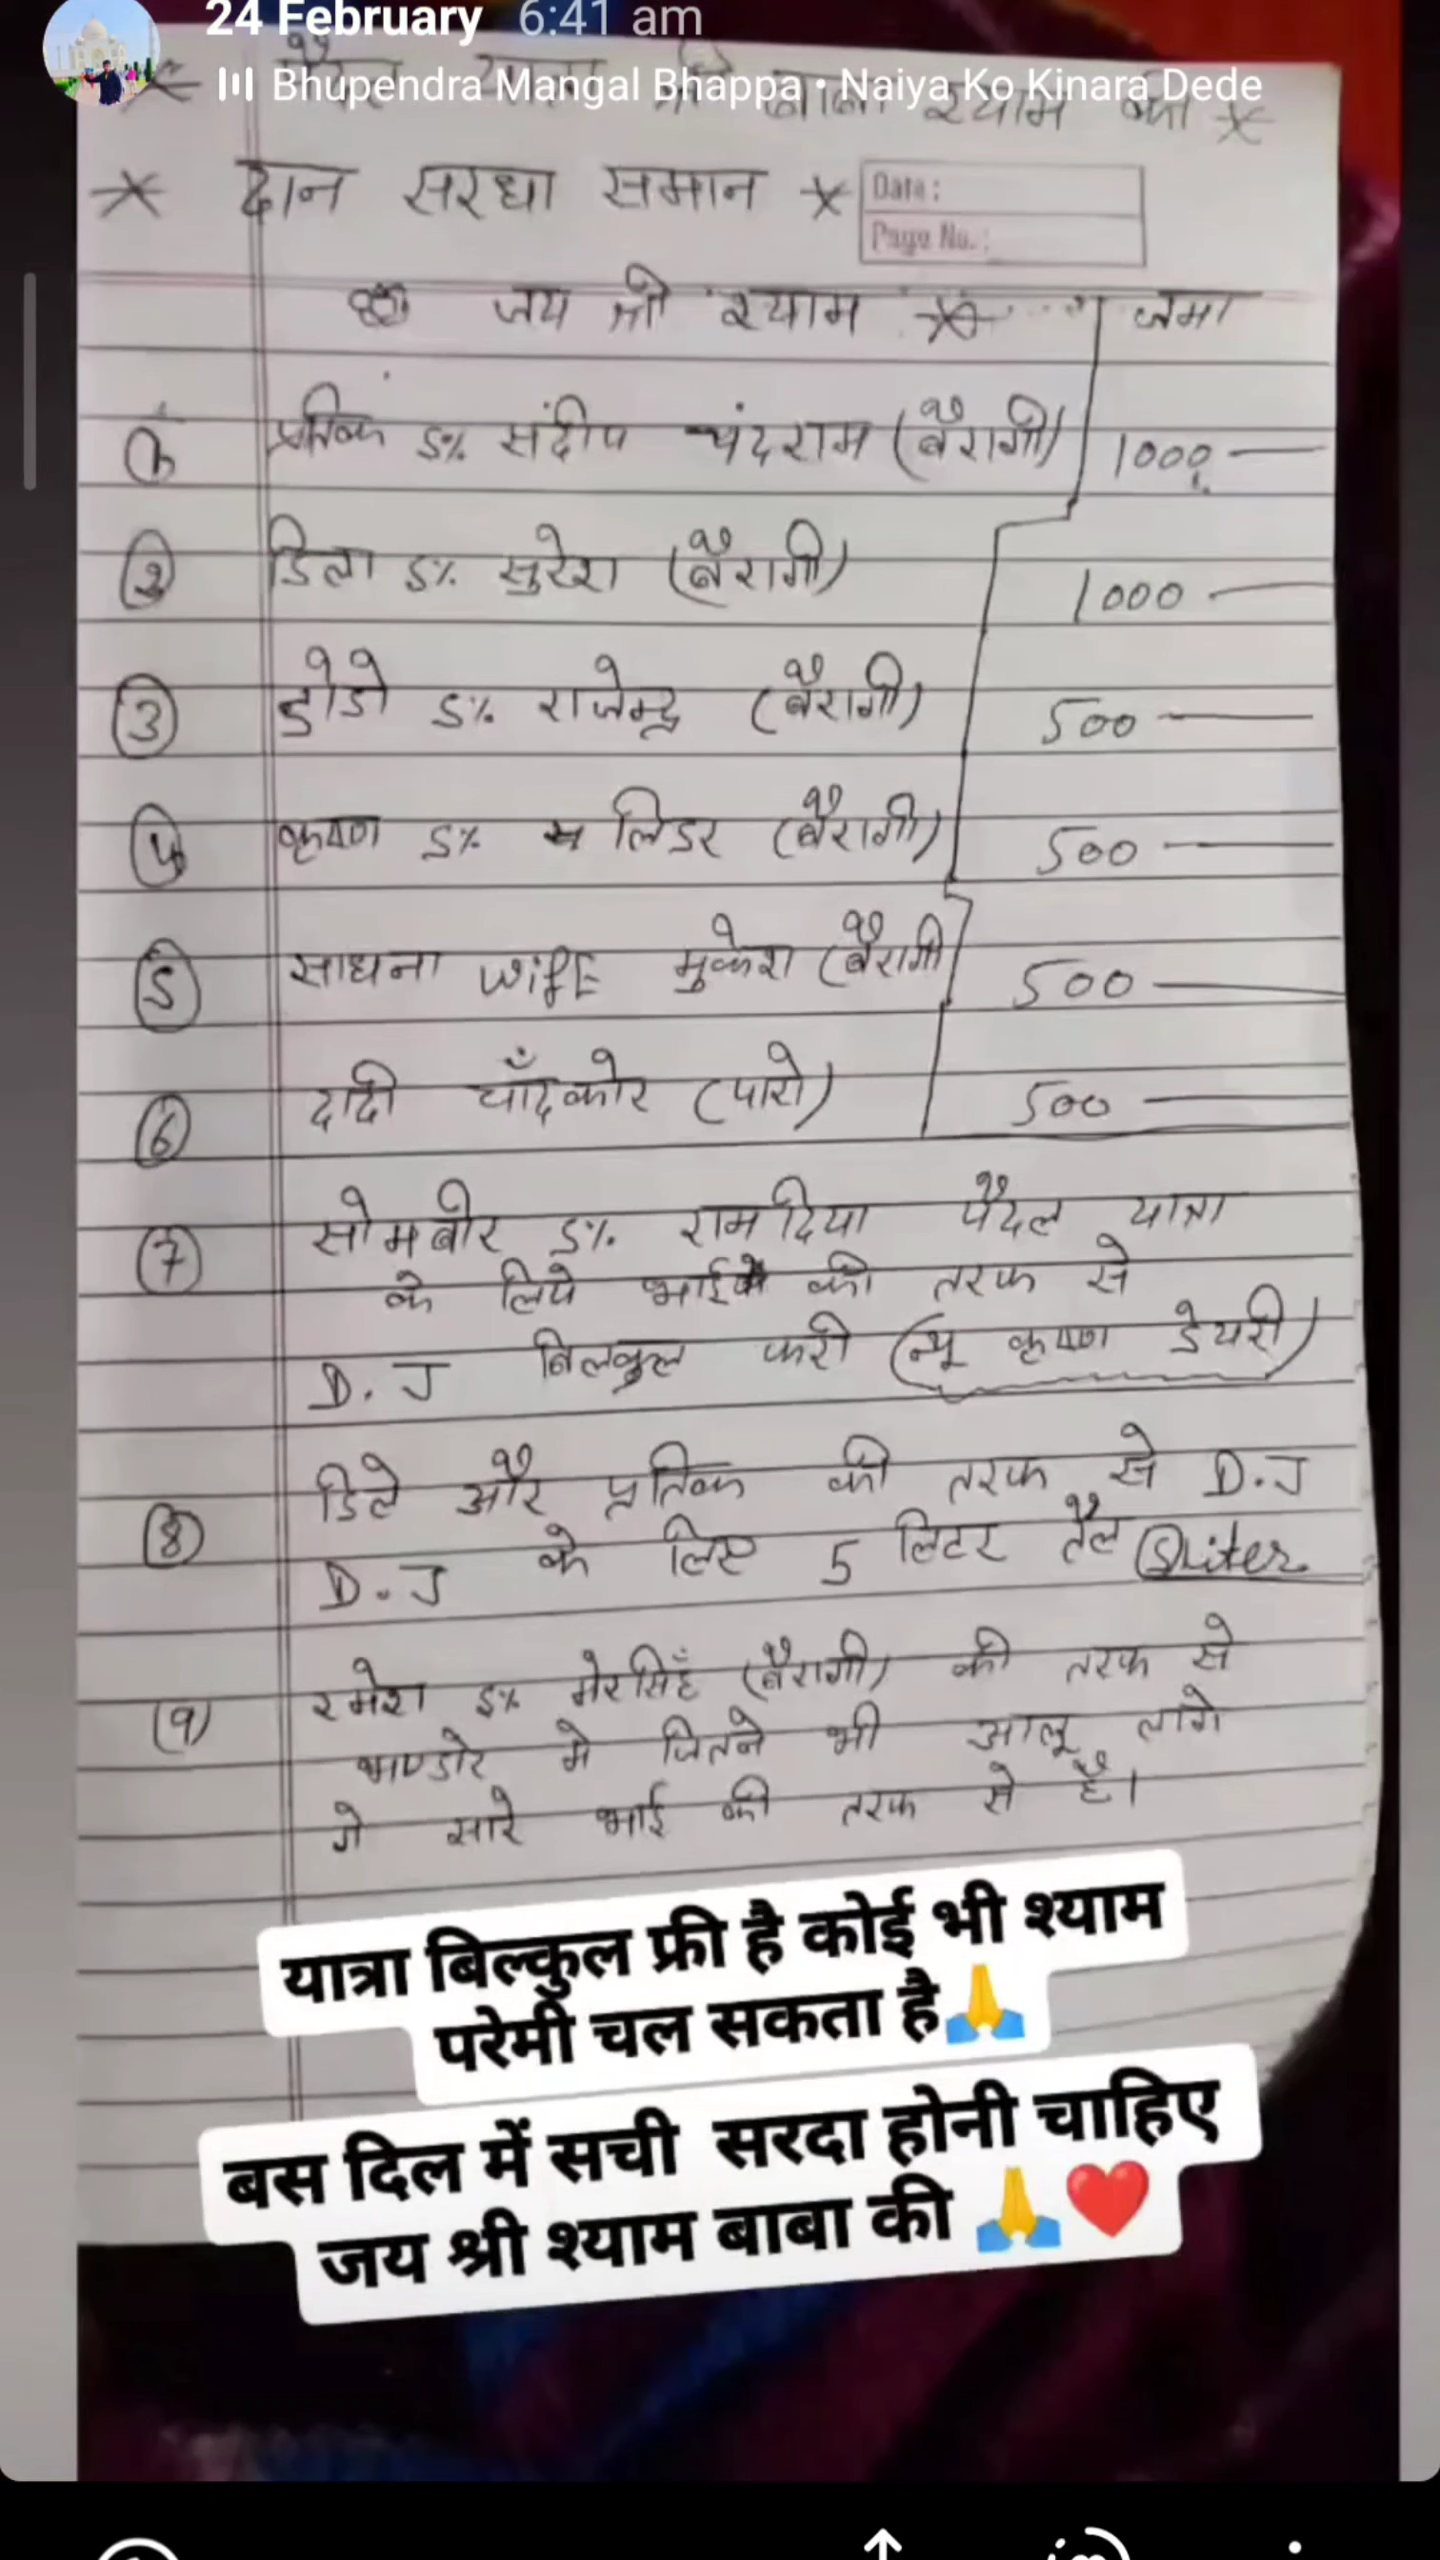 24 February 6:41 am
Bhupendra Mangal Bhappa • Naiya Ko Kinara Dede
बाबा श्याम की
* दान सरधा समान *
Date:
Page No.:
जय श्री श्याम
जमा
1 प्रतिक S% संदीप चंदराम (बैरागी) 1000
2 डिला S% सुरेश (बैरागी) 1000
3 डोडो S% राजेन्द्र (बैरागी) 500
4 कृष्ण S% लिडर (बैरागी) 500
5 साधना wife मुकेश (बैरागी) 500
6 दादी चाँदकोर (पारो) 500
7 सोमबीर S% रामदिया पैदल यात्रा
के लिये भाई की तरफ से
D.J बिलकुल फरी (न्यू कृष्ण डेयरी)
8 डिले और प्रतिक की तरफ से D.J
D.J के लिए 5 लिटर तैल 5Liter
(9) रमेश S% मेरसिहँ (बैरागी) की तरफ से
भण्डोरे मे जितने भी आलू लागे
गे सारे भाई की तरफ से है।
यात्रा बिल्कुल फ्री है कोई भी श्याम
परेमी चल सकता है🙏
बस दिल में सची सरदा होनी चाहिए
जय श्री श्याम बाबा की 🙏❤️